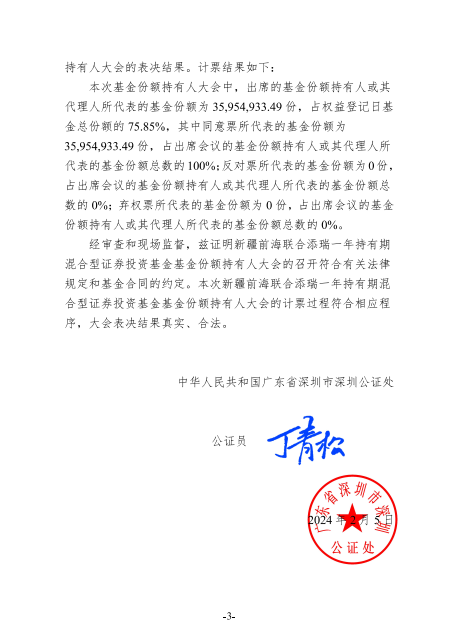 持有人大会的表决结果。计票结果如下：
本次基金份额持有人大会中，出席的基金份额持有人或其
代理人所代表的基金份额为 35,954,933.49 份，占权益登记日基
金总份额的 75.85%，其中同意票所代表的基金份额为
35,954,933.49 份，占出席会议的基金份额持有人或其代理人所
代表的基金份额总数的 100%；反对票所代表的基金份额为 0 份，
占出席会议的基金份额持有人或其代理人所代表的基金份额总
数的 0%；弃权票所代表的基金份额为 0 份，占出席会议的基金
份额持有人或其代理人所代表的基金份额总数的 0%。
经审查和现场监督，兹证明新疆前海联合添瑞一年持有期
混合型证券投资基金基金份额持有人大会的召开符合有关法律
规定和基金合同的约定。本次新疆前海联合添瑞一年持有期混
合型证券投资基金基金份额持有人大会的计票过程符合相应程
序，大会表决结果真实、合法。
中华人民共和国广东省深圳市深圳公证处
公证员 丁青松
广东省深圳市深圳
2024 年 2 月 5 日
公证处
-3-